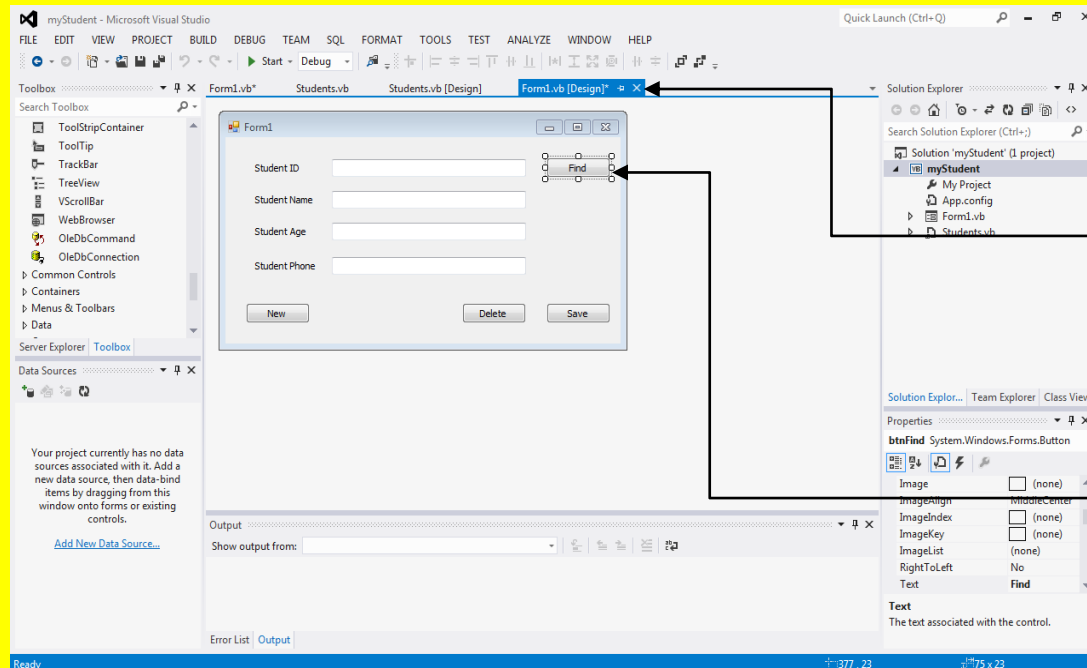 myStudent - Microsoft Visual Studio
Quick Launch (Ctrl+Q)
FILE EDIT VIEW PROJECT BUILD DEBUG TEAM SQL FORMAT TOOLS TEST ANALYZE WINDOW HELP
Start Debug
Toolbox
Search Toolbox
ToolStripContainer
ToolTip
TrackBar
TreeView
VScrollBar
WebBrowser
OleDbCommand
OleDbConnection
Common Controls
Containers
Menus & Toolbars
Data
Server Explorer Toolbox
Data Sources
Your project currently has no data
sources associated with it. Add a
new data source, then data-bind
items by dragging from this
window onto forms or existing
controls.
Add New Data Source...
Form1.vb* Students.vb Students.vb [Design] Form1.vb [Design]*
Form1
Student ID Find
Student Name
Student Age
Student Phone
New Delete Save
Output
Show output from:
Error List Output
Solution Explorer
Search Solution Explorer (Ctrl+;)
Solution 'myStudent' (1 project)
myStudent
My Project
App.config
Form1.vb
Students.vb
Solution Explor... Team Explorer Class View
Properties
btnFind System.Windows.Forms.Button
Image (none)
ImageAlign MiddleCenter
ImageIndex (none)
ImageKey (none)
ImageList (none)
RightToLeft No
Text Find
Text
The text associated with the control.
Ready 377 , 23 75 x 23